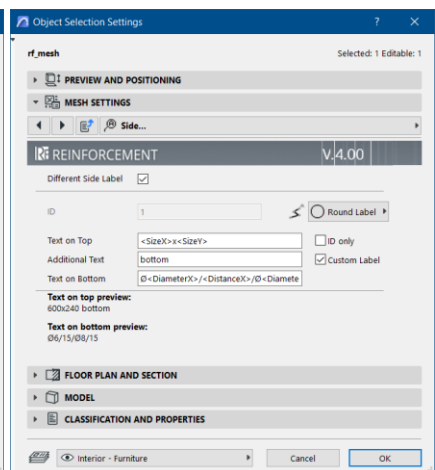 Object Selection Settings ? ×
rf_mesh Selected: 1 Editable: 1
PREVIEW AND POSITIONING
MESH SETTINGS
Side...
REINFORCEMENT V.4.00
Different Side Label
ID 1 Round Label
Text on Top <SizeX>x<SizeY> ID only
Additional Text bottom Custom Label
Text on Bottom Ø<DiameterX>/<DistanceX>/Ø<Diamete
Text on top preview:
600x240 bottom
Text on bottom preview:
Ø6/15/Ø8/15
FLOOR PLAN AND SECTION
MODEL
CLASSIFICATION AND PROPERTIES
Interior - Furniture Cancel OK